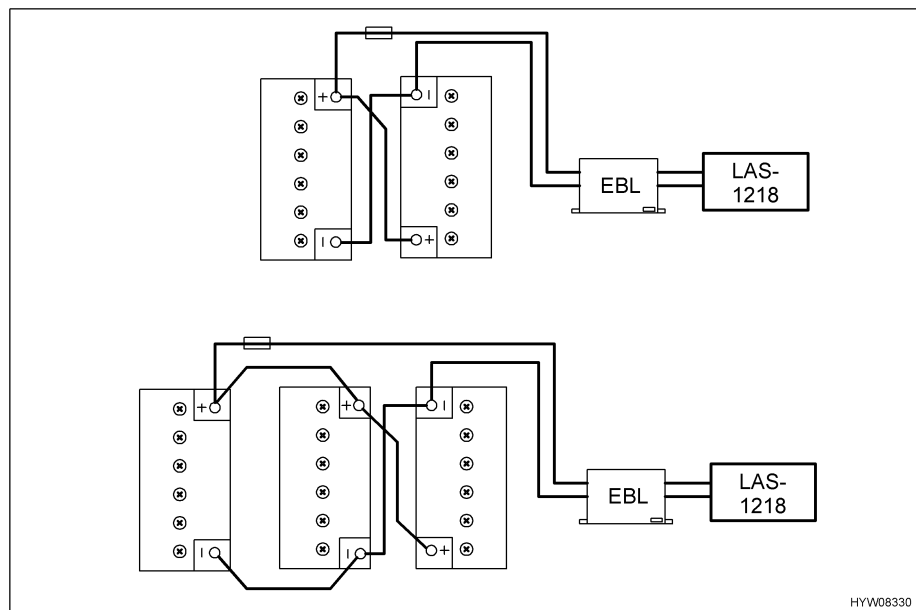 +
–
EBL
LAS-
1218
–
+
+
+
–
EBL
LAS-
1218
–
–
+
HYW08330